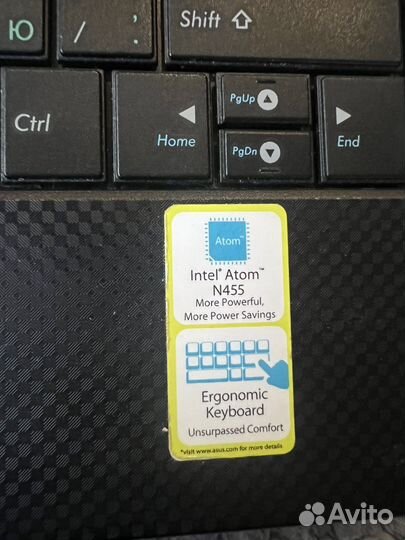 Ю
/
Shift
Ctrl
Home
PgUp
PgDn
End
Atom™
Intel® Atom™
N455
More Powerful,
More Power Savings
Ergonomic
Keyboard
Unsurpassed Comfort
*visit www.asus.com for more details
Avito